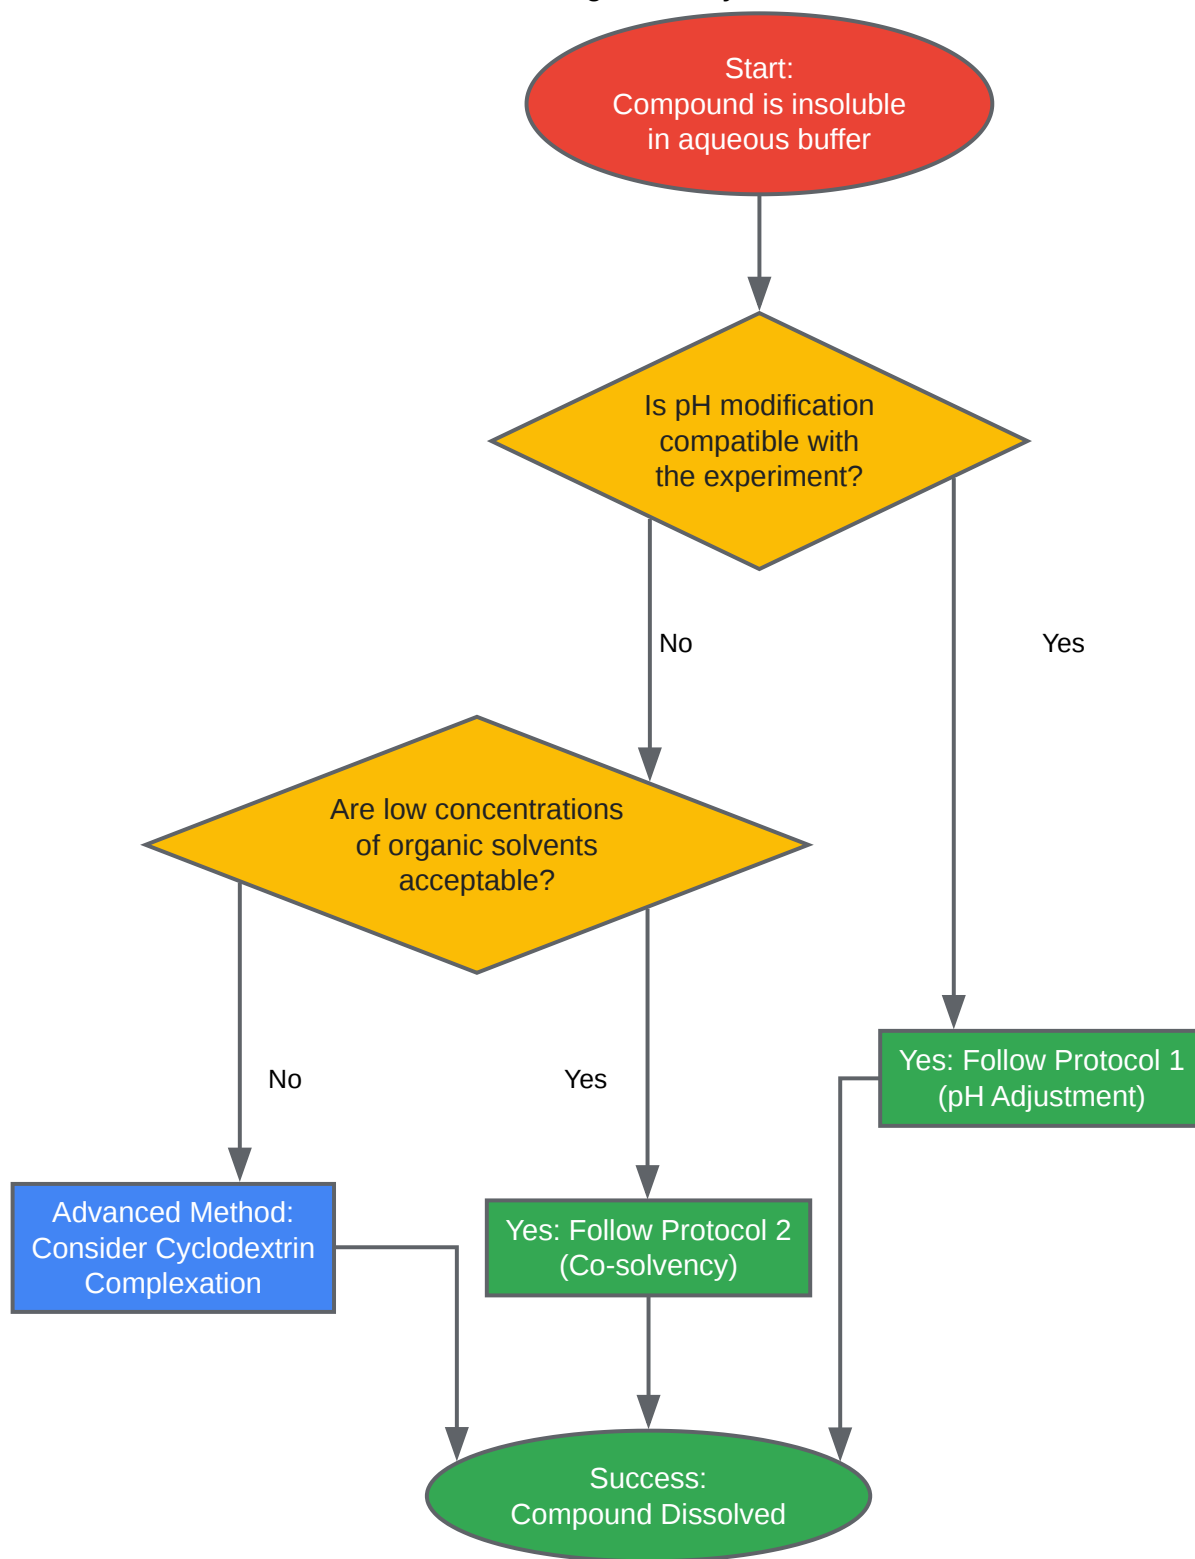 Start:
Compound is insoluble
in aqueous buffer
Is pH modification
compatible with
the experiment?
No
Yes
Are low concentrations
of organic solvents
acceptable?
No
Yes
Yes: Follow Protocol 1
(pH Adjustment)
Advanced Method:
Consider Cyclodextrin
Complexation
Yes: Follow Protocol 2
(Co-solvency)
Success:
Compound Dissolved